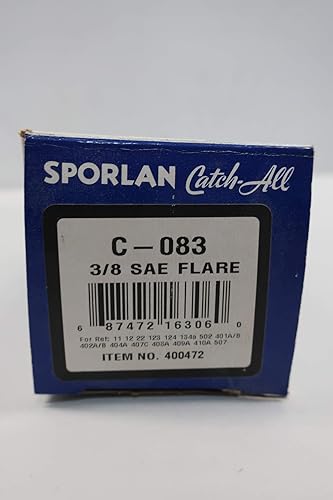 SPORLAN Catch-All
C-083
3/8 SAE FLARE
6 87472 16306 0
For Ref: 11 12 22 123 124 134a 502 401A/B
402A/B 404A 407C 408A 409A 410A 507
ITEM NO. 400472